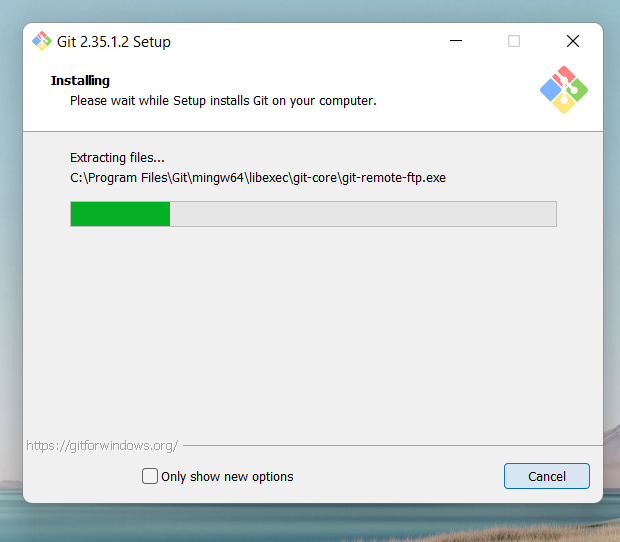 Git 2.35.1.2 Setup
Installing
Please wait while Setup installs Git on your computer.
Extracting files...
C:\Program Files\Git\mingw64\libexec\git-core\git-remote-ftp.exe
https://gitforwindows.org/
Only show new options
Cancel